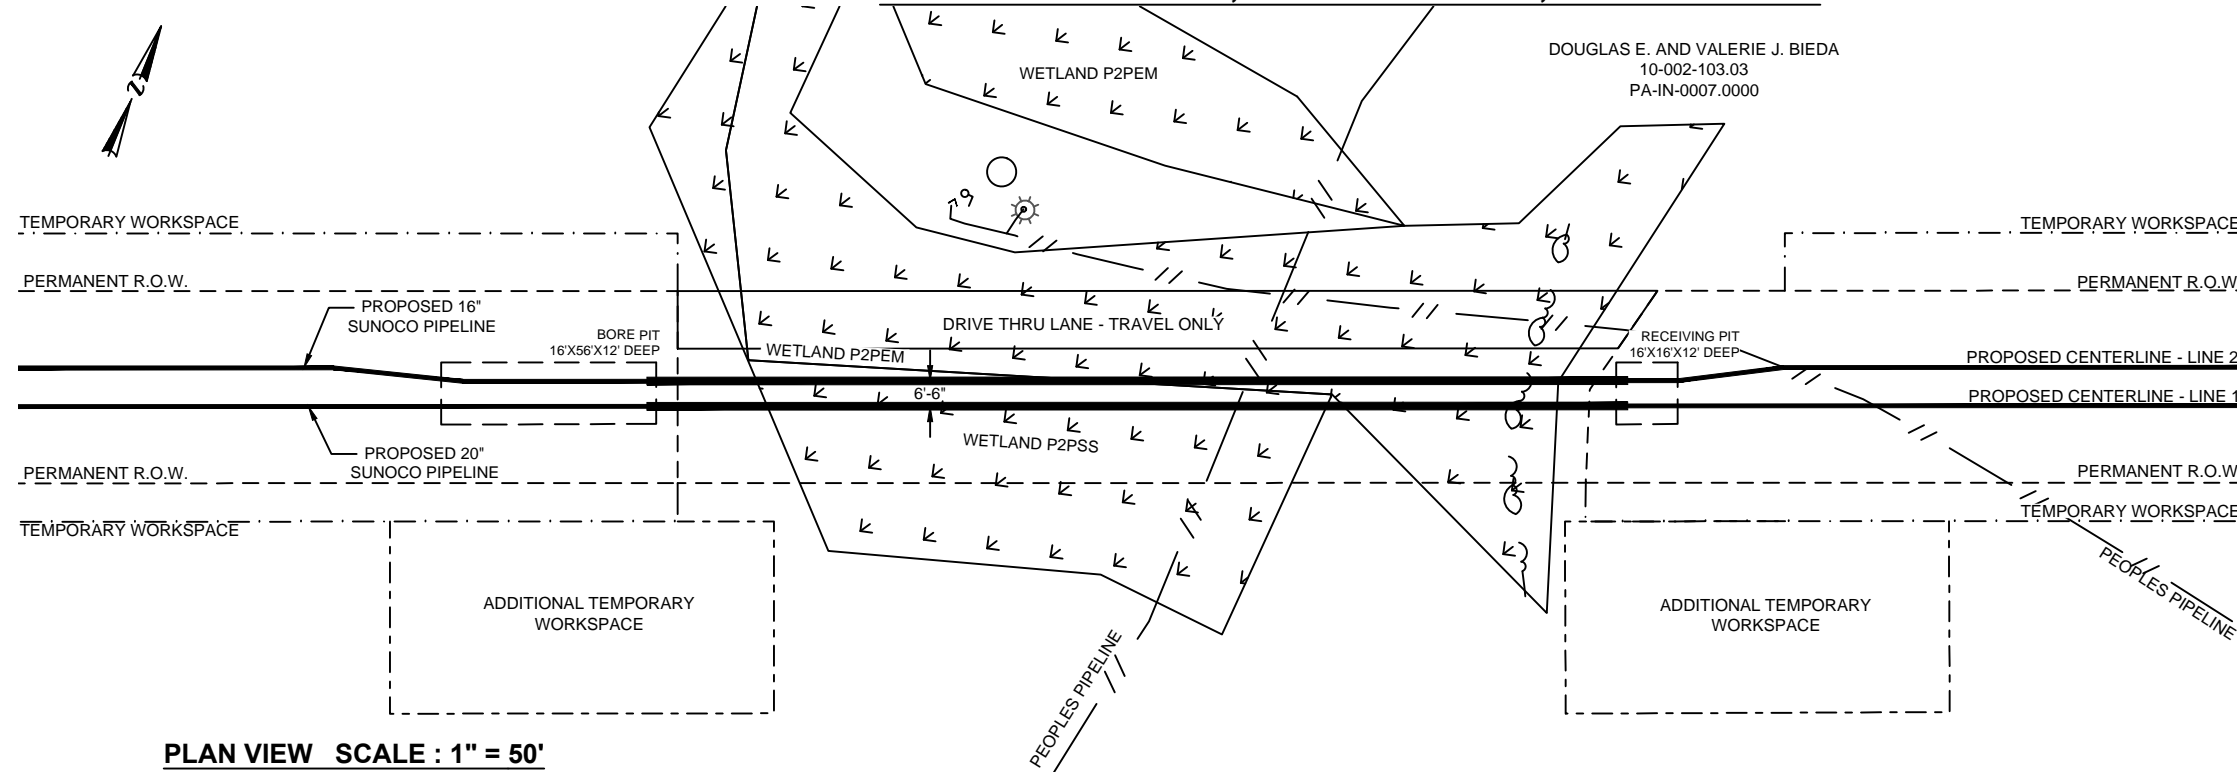 WETLAND P2PEM
DOUGLAS E. AND VALERIE J. BIEDA
10-002-103.03
PA-IN-0007.0000
N
79
TEMPORARY WORKSPACE
TEMPORARY WORKSPACE
PERMANENT R.O.W.
PERMANENT R.O.W.
PROPOSED 16"
SUNOCO PIPELINE
BORE PIT
16'X56'X12' DEEP
DRIVE THRU LANE - TRAVEL ONLY
WETLAND P2PEM
RECEIVING PIT
16'X16'X12' DEEP
PROPOSED CENTERLINE - LINE 2
6'-6"
PROPOSED CENTERLINE - LINE 1
WETLAND P2PSS
PROPOSED 20"
SUNOCO PIPELINE
PERMANENT R.O.W.
PERMANENT R.O.W.
TEMPORARY WORKSPACE
TEMPORARY WORKSPACE
ADDITIONAL TEMPORARY
WORKSPACE
ADDITIONAL TEMPORARY
WORKSPACE
PEOPLES PIPELINE
PEOPLES PIPELINE
PLAN VIEW SCALE : 1" = 50'